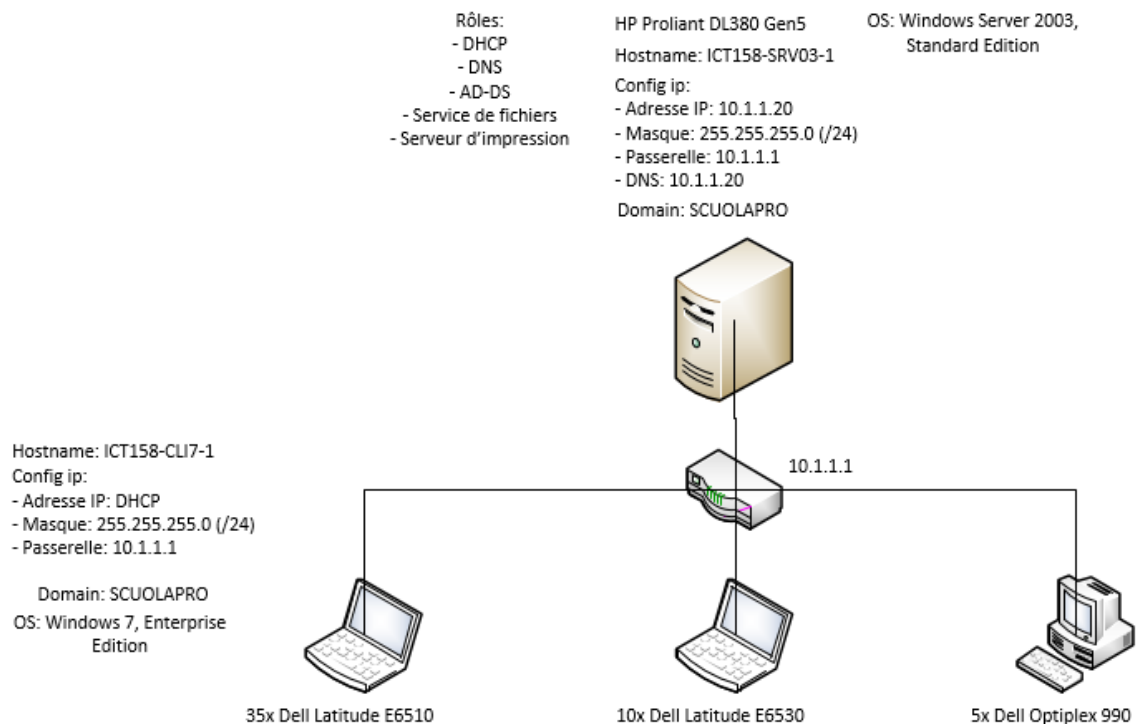 Rôles:
- DHCP
- DNS
- AD-DS
- Service de fichiers
- Serveur d’impression
HP Proliant DL380 Gen5
Hostname: ICT158-SRV03-1
Config ip:
- Adresse IP: 10.1.1.20
- Masque: 255.255.255.0 (/24)
- Passerelle: 10.1.1.1
- DNS: 10.1.1.20
Domain: SCUOLAPRO
OS: Windows Server 2003,
Standard Edition
10.1.1.1
Hostname: ICT158-CLI7-1
Config ip:
- Adresse IP: DHCP
- Masque: 255.255.255.0 (/24)
- Passerelle: 10.1.1.1
Domain: SCUOLAPRO
OS: Windows 7, Enterprise
Edition
35x Dell Latitude E6510
10x Dell Latitude E6530
5x Dell Optiplex 990